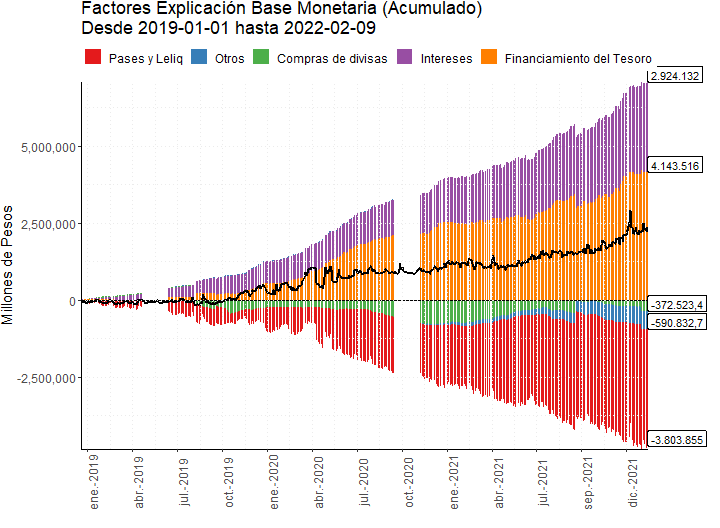 Factores Explicación Base Monetaria (Acumulado)
Desde 2019-01-01 hasta 2022-02-09
Pases y Leliq Otros Compras de divisas Intereses Financiamiento del Tesoro
2.924.132
5,000,000
4.143.516
2,500,000
0
-372.523,4
-590.832,7
-2,500,000
-3.803.855
Millones de Pesos
ene.-2019 abr.-2019 jul.-2019 oct.-2019 ene.-2020 abr.-2020 jul.-2020 oct.-2020 ene.-2021 abr.-2021 jul.-2021 sep.-2021 dic.-2021